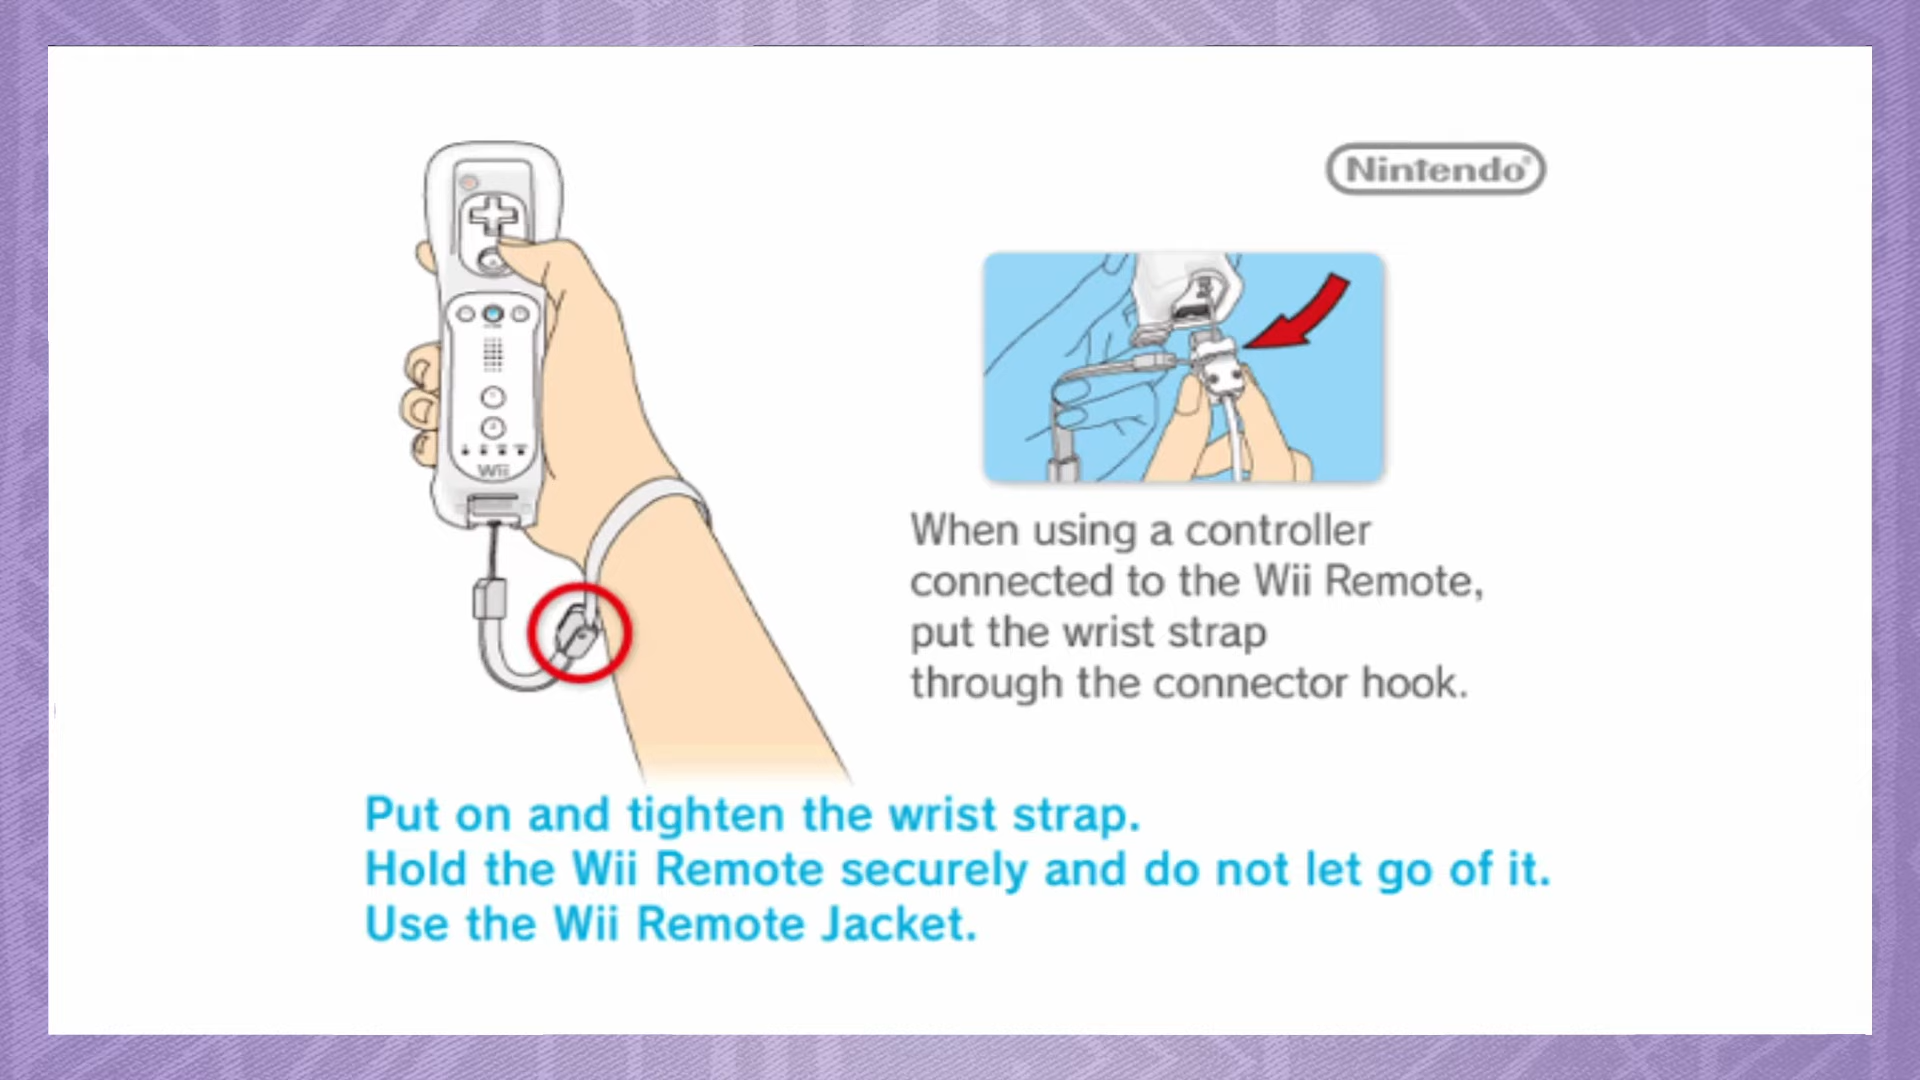 Nintendo®
Wii
When using a controller
connected to the Wii Remote,
put the wrist strap
through the connector hook.
Put on and tighten the wrist strap.
Hold the Wii Remote securely and do not let go of it.
Use the Wii Remote Jacket.